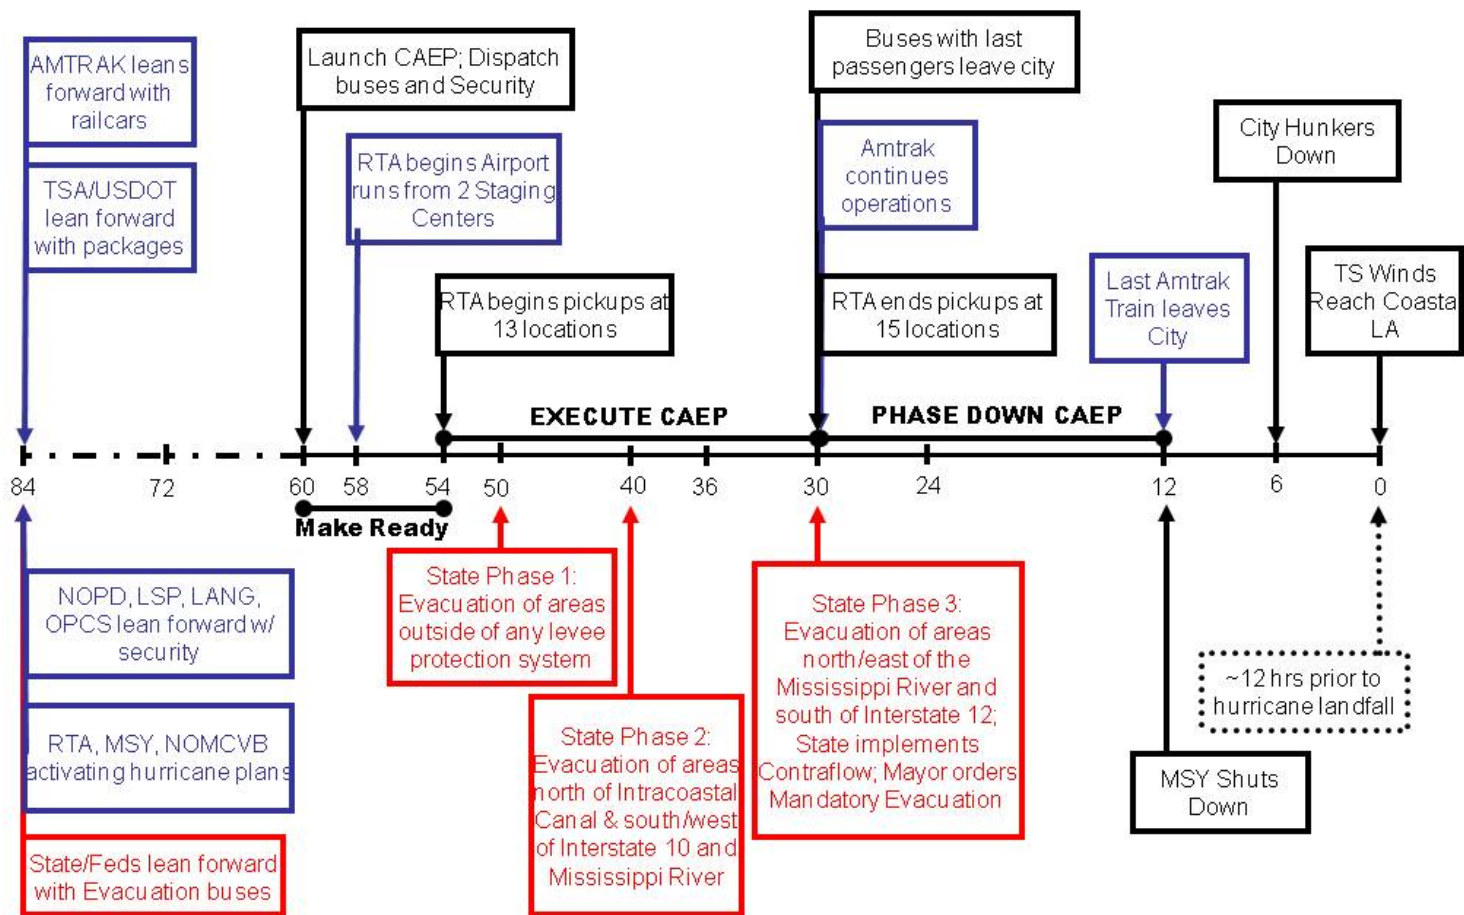 AMTRAK leans
forward with
railcars
TSA/USDOT
lean forward
with packages
Launch CAEP; Dispatch
buses and Security
RTA begins Airport
runs from 2 Staging
Centers
RTA begins pickups at
13 locations
Buses with last
passengers leave city
Amtrak
continues
operations
RTA ends pickups at
15 locations
Last Amtrak
Train leaves
City
City Hunkers
Down
TS Winds
Reach Coasta
LA
EXECUTE CAEP
PHASE DOWN CAEP
84 72 60 58 54 50 40 36 30 24 12 6 0
Make Ready
NOPD, LSP, LANG,
OPCS lean forward w/
security
RTA, MSY, NOMCVB
activating hurricane plans
State/Feds lean forward
with Evacuation buses
State Phase 1:
Evacuation of areas
outside of any levee
protection system
State Phase 2:
Evacuation of areas
north of Intracoastal
Canal & south/west
of Interstate 10 and
Mississippi River
State Phase 3:
Evacuation of areas
north/east of the
Mississippi River and
south of Interstate 12;
State implements
Contraflow; Mayor orders
Mandatory Evacuation
MSY Shuts
Down
~12 hrs prior to
hurricane landfall